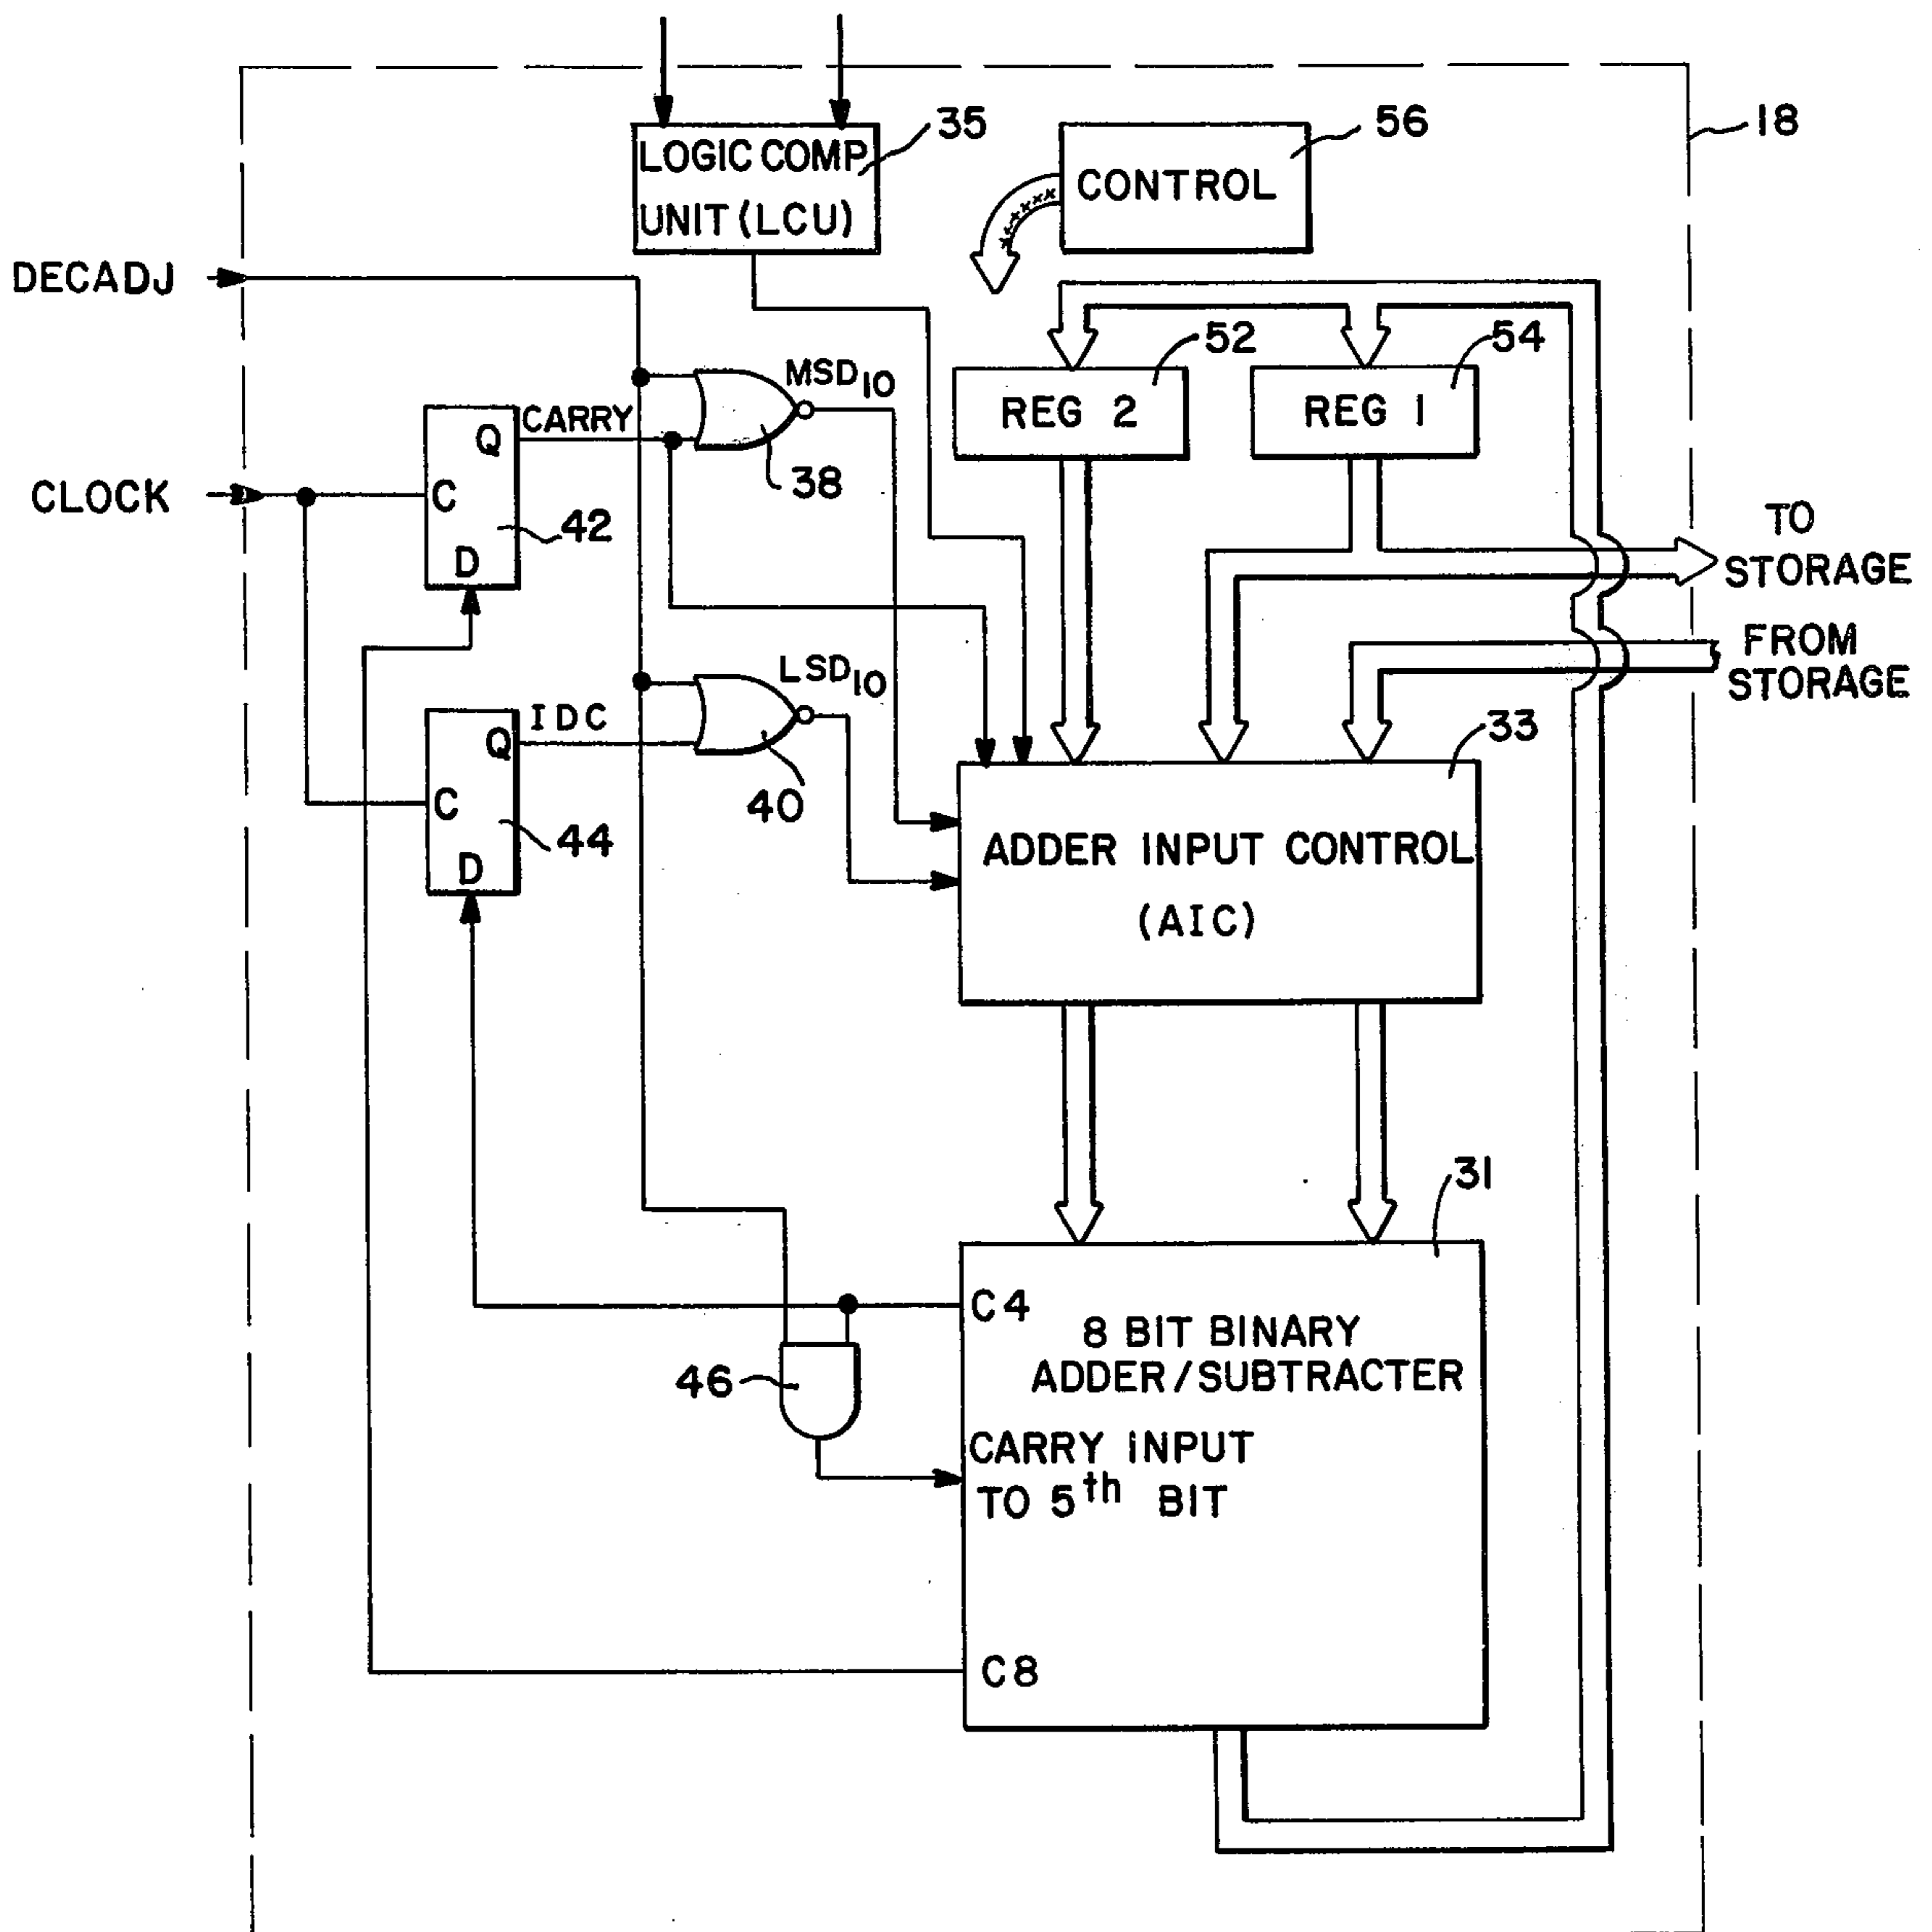 35
56
18
LOGIC COMP
UNIT (LCU)
CONTROL
DECADJ
52
54
MSD10
REG 2
REG 1
CARRY
Q
38
CLOCK
C
42
D
TO
STORAGE
FROM
STORAGE
LSD10
IDC
Q
33
40
C
44
D
ADDER INPUT CONTROL
(AIC)
31
C4
8 BIT BINARY
ADDER/SUBTRACTER
46
CARRY INPUT
TO 5th BIT
C8